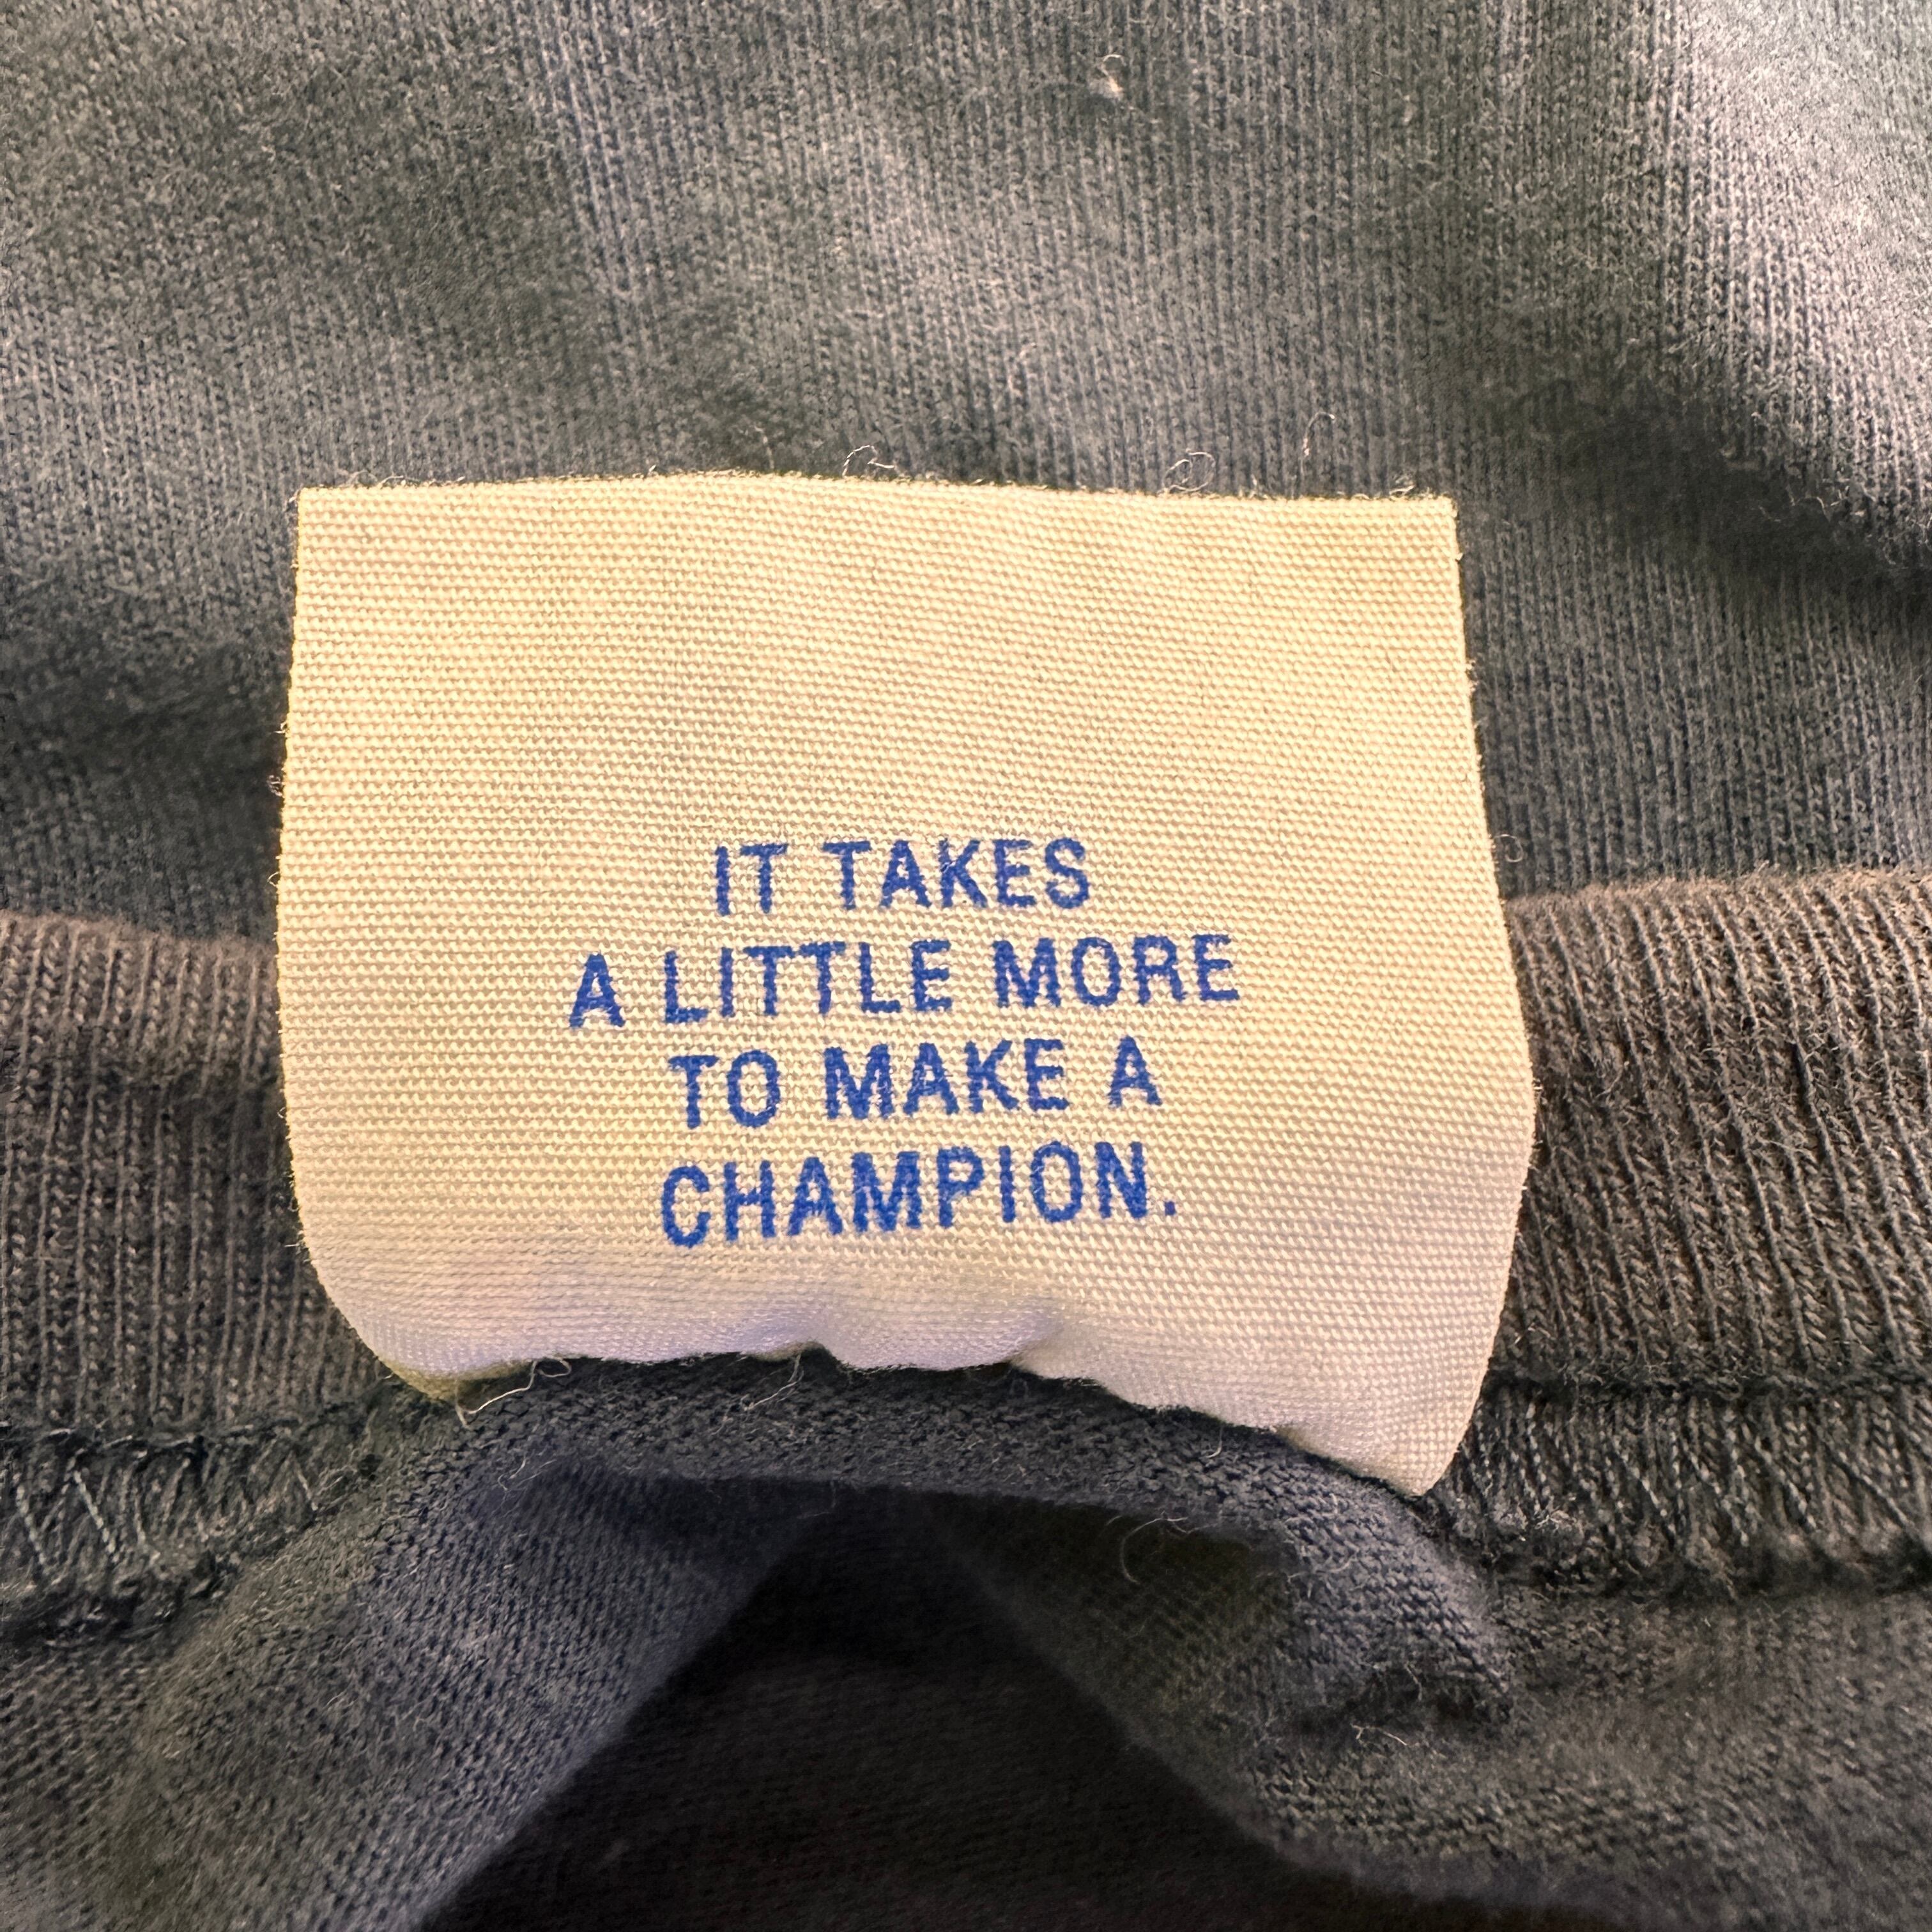 IT TAKES
A LITTLE MORE
TO MAKE A
CHAMPION.